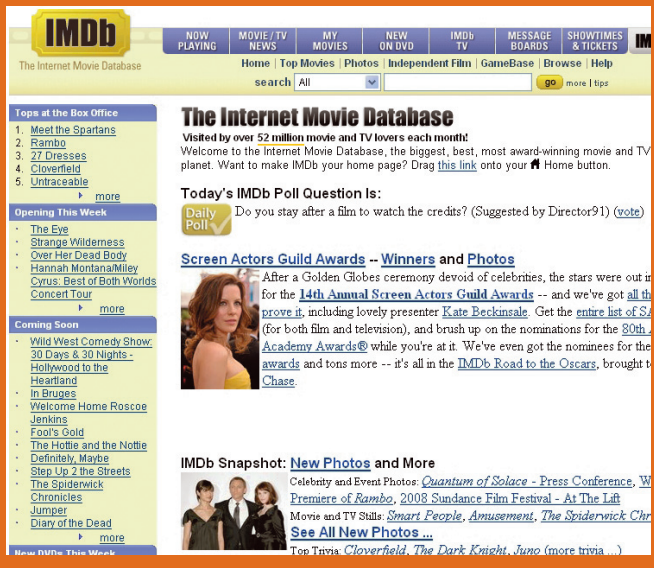 IMDb
The Internet Movie Database
NOW PLAYING
MOVIE / TV NEWS
MY MOVIES
NEW ON DVD
IMDb TV
MESSAGE BOARDS
SHOWTIMES & TICKETS
IM
Home | Top Movies | Photos | Independent Film | GameBase | Browse | Help
search All go more | tips
Tops at the Box Office
1. Meet the Spartans
2. Rambo
3. 27 Dresses
4. Cloverfield
5. Untraceable
more
Opening This Week
· The Eye
· Strange Wilderness
· Over Her Dead Body
· Hannah Montana/Miley
Cyrus: Best of Both Worlds
Concert Tour
more
Coming Soon
· Wild West Comedy Show:
30 Days & 30 Nights -
Hollywood to the
Heartland
· In Bruges
· Welcome Home Roscoe
Jenkins
· Fool's Gold
· The Hottie and the Nottie
· Definitely, Maybe
· Step Up 2 the Streets
· The Spiderwick
Chronicles
· Jumper
· Diary of the Dead
more
New DVDs This Week
The Internet Movie Database
Visited by over 52 million movie and TV lovers each month!
Welcome to the Internet Movie Database, the biggest, best, most award-winning movie and TV
planet. Want to make IMDb your home page? Drag this link onto your Home button.
Today's IMDb Poll Question Is:
Daily Poll
Do you stay after a film to watch the credits? (Suggested by Director91) (vote)
Screen Actors Guild Awards -- Winners and Photos
After a Golden Globes ceremony devoid of celebrities, the stars were out in
for the 14th Annual Screen Actors Guild Awards -- and we've got all th
prove it, including lovely presenter Kate Beckinsale. Get the entire list of SA
(for both film and television), and brush up on the nominations for the 80th
Academy Awards® while you're at it. We've even got the nominees for the
awards and tons more -- it's all in the IMDb Road to the Oscars, brought t
Chase.
IMDb Snapshot: New Photos and More
Celebrity and Event Photos: Quantum of Solace - Press Conference, W
Premiere of Rambo, 2008 Sundance Film Festival - At The Lift
Movie and TV Stills: Smart People, Amusement, The Spiderwick Chr
See All New Photos ...
Top Trivia: Cloverfield, The Dark Knight, Juno (more trivia ...)